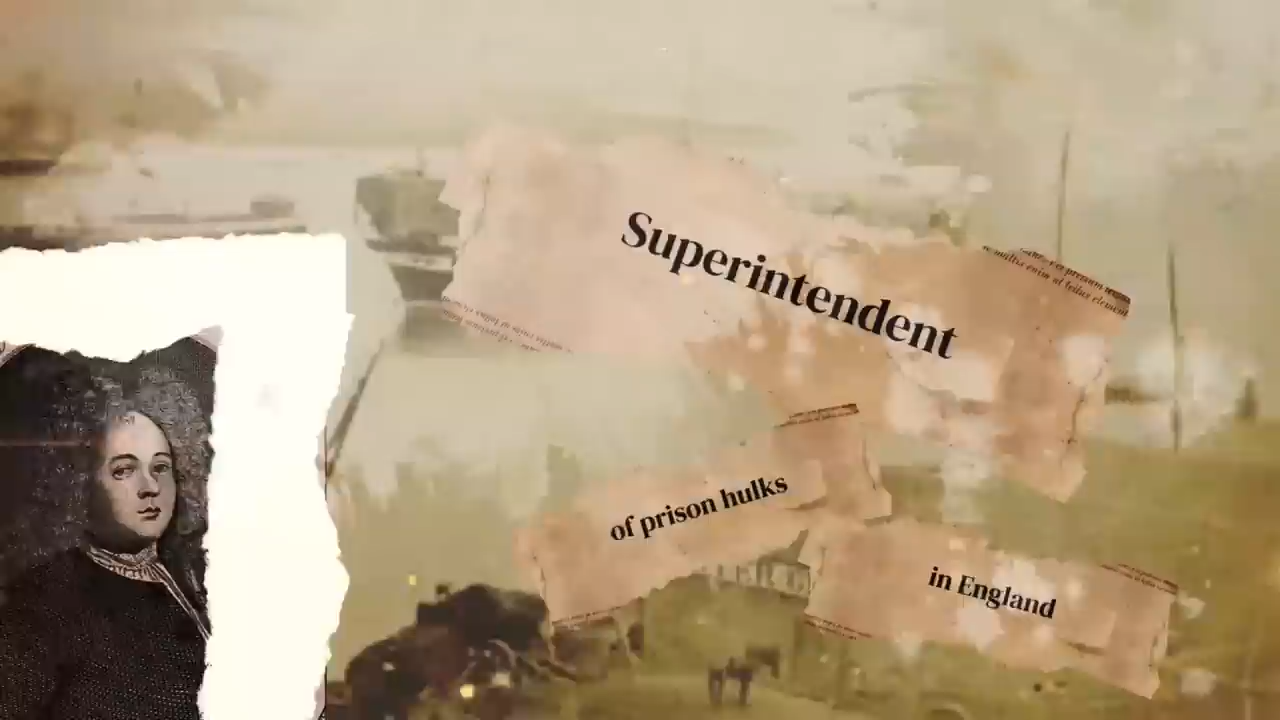 Superintendent
of prison hulks
in England